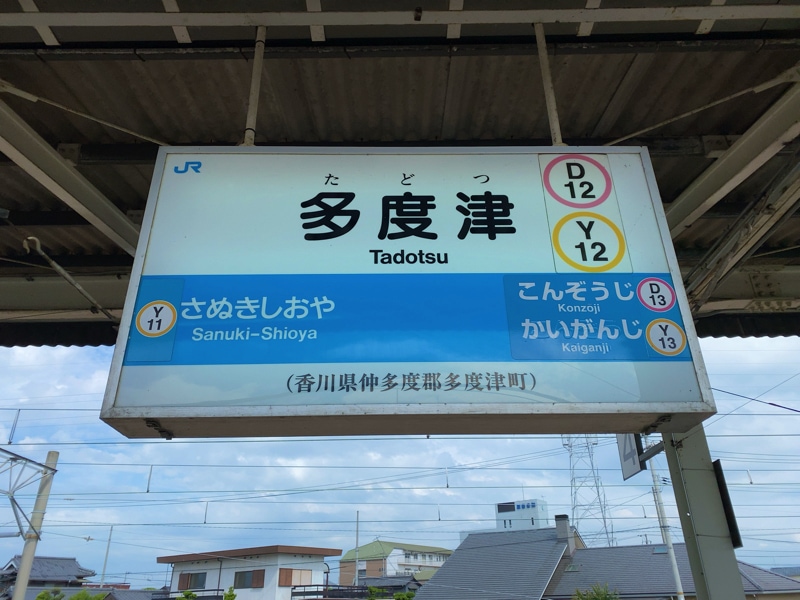 JR
た ど つ
多度津
Tadotsu
D
12
Y
12
Y
11
さぬきしおや
Sanuki-Shioya
こんぞうじ
Konzoji
D
13
かいがんじ
Kaiganji
Y
13
(香川県仲多度郡多度津町)
4